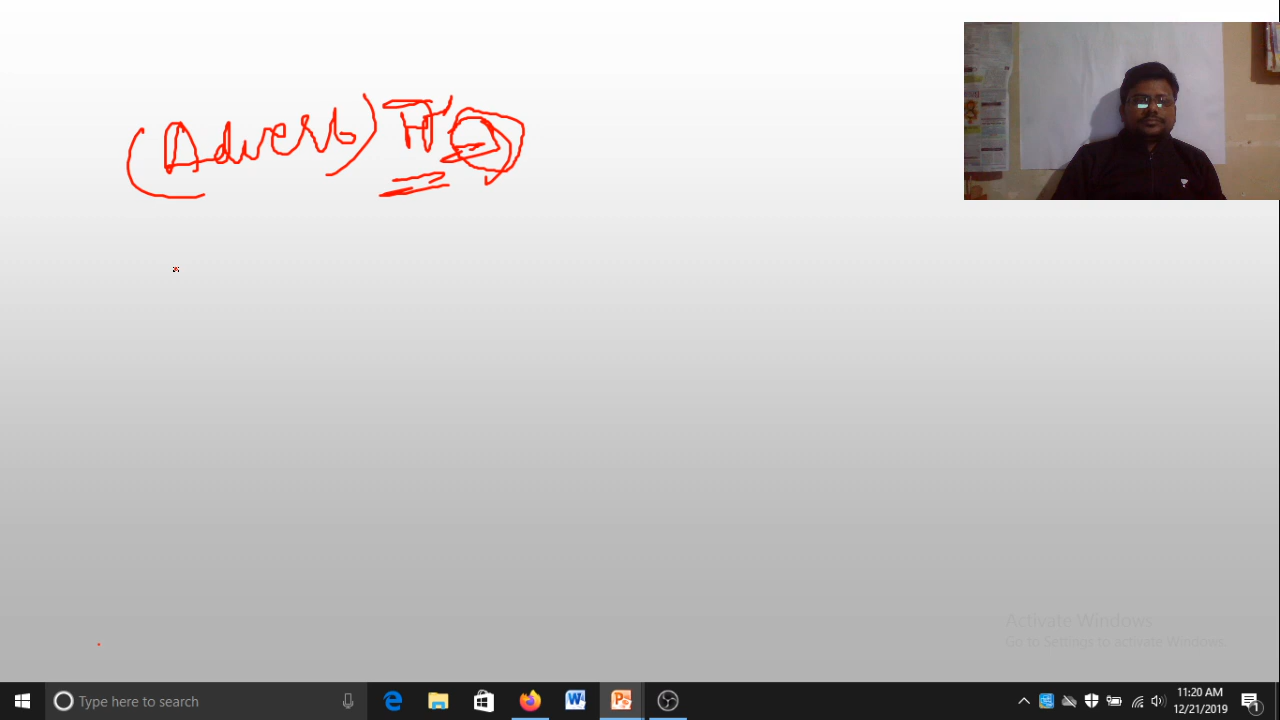 (Adverb)
Activate Windows
Go to Settings to activate Windows
Type here to search
11:20 AM
12/21/2019
1